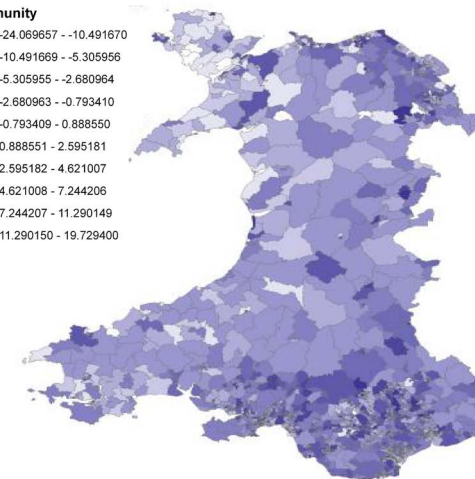 nunity
-24.069657 - -10.491670
-10.491669 - -5.305956
-5.305955 - -2.680964
-2.680963 - -0.793410
-0.793409 - 0.888550
0.888551 - 2.595181
2.595182 - 4.621007
4.621008 - 7.244206
7.244207 - 11.290149
11.290150 - 19.729400